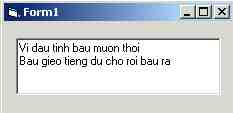 Form1
Vi dau tinh bau muon thoi
Bau gieo tieng du cho roi bau ra